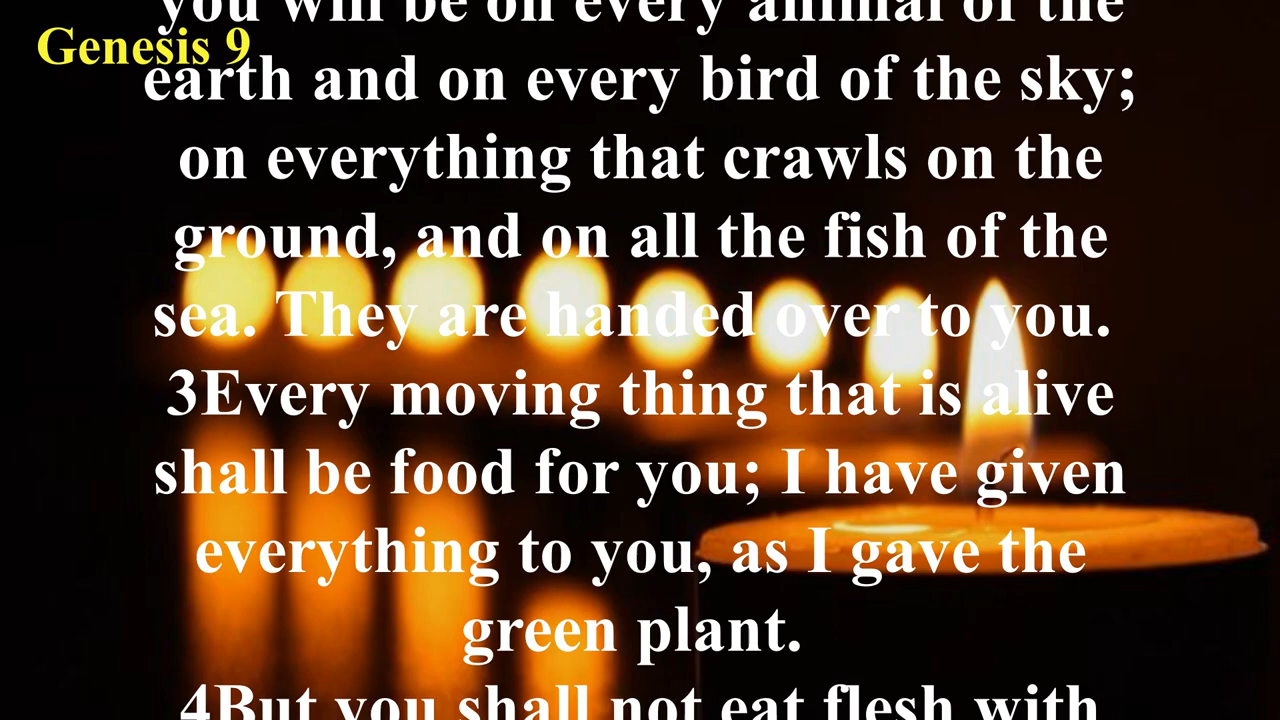 Genesis 9
you will be on every animal of the
earth and on every bird of the sky;
on everything that crawls on the
ground, and on all the fish of the
sea. They are handed over to you.
3Every moving thing that is alive
shall be food for you; I have given
everything to you, as I gave the
green plant.
4But you shall not eat flesh with